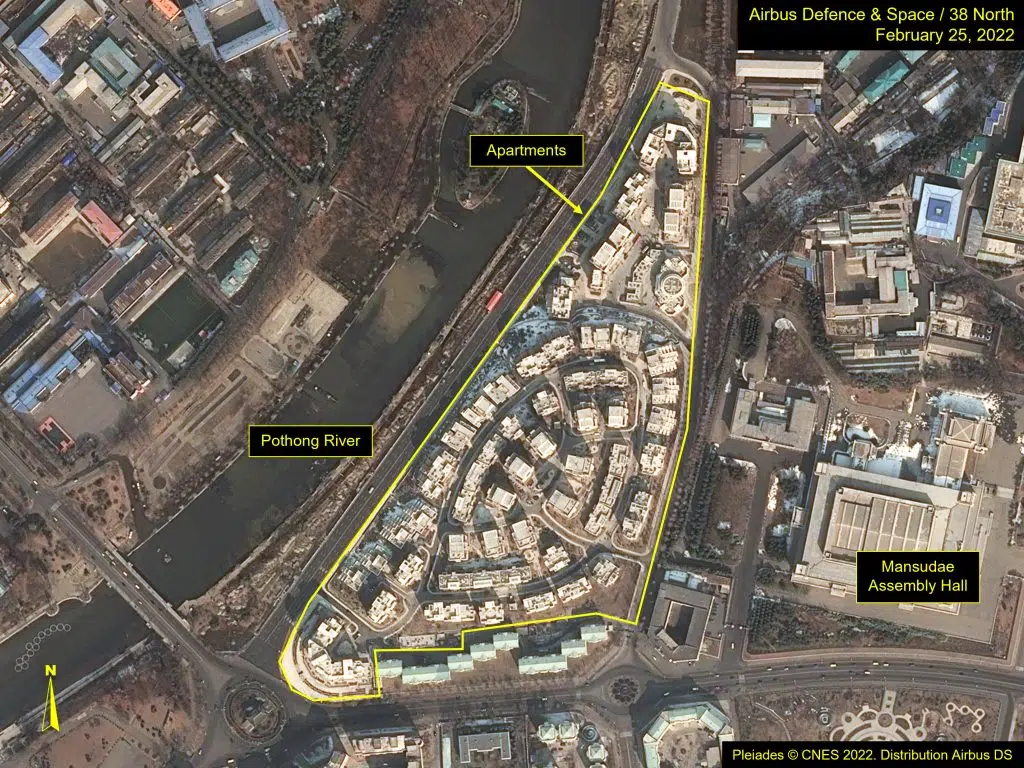 Airbus Defence & Space / 38 North
February 25, 2022
Apartments
Pothong River
Mansudae
Assembly Hall
N
Pleiades © CNES 2022. Distribution Airbus DS